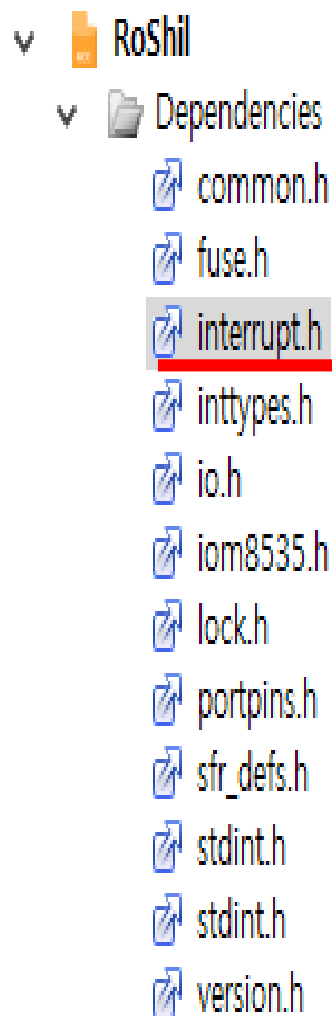 RoShil
Dependencies
common.h
fuse.h
interrupt.h
inttypes.h
io.h
iom8535.h
lock.h
portpins.h
sfr_defs.h
stdint.h
stdint.h
version.h